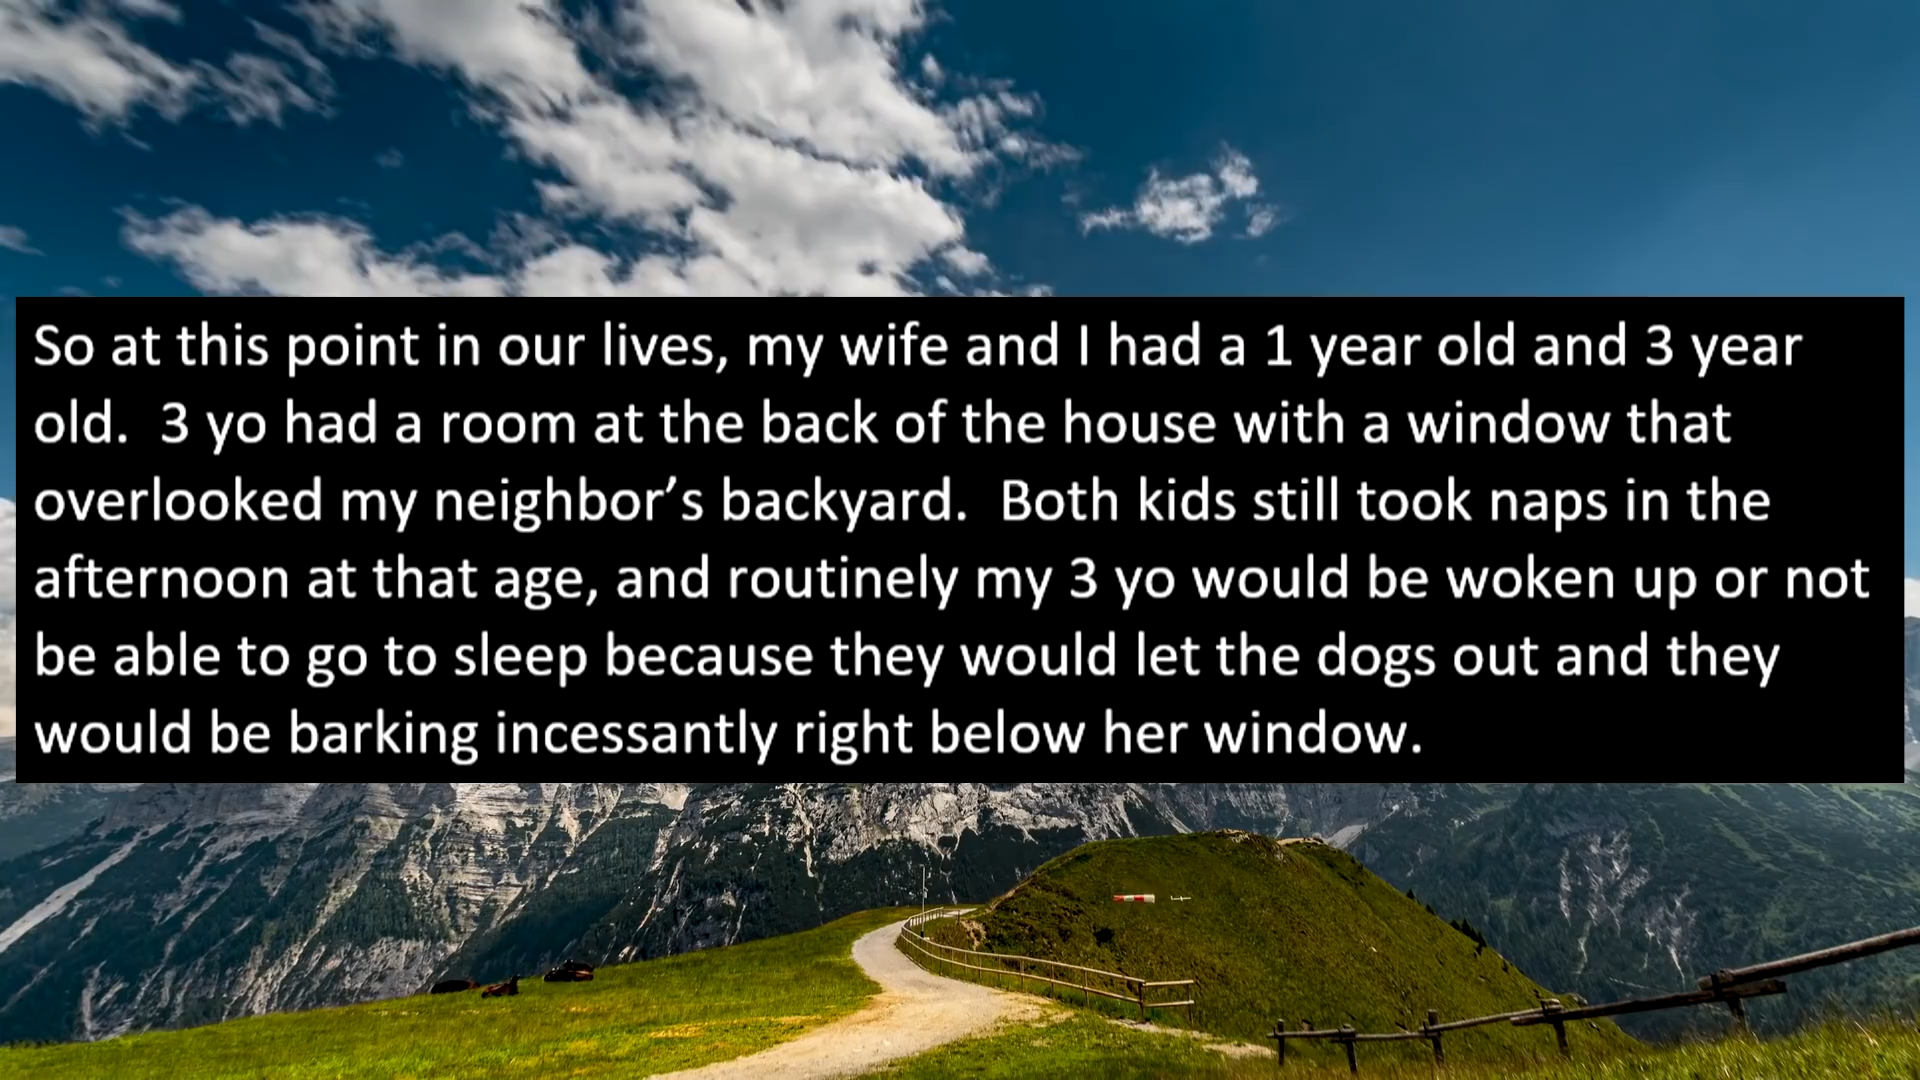 So at this point in our lives, my wife and I had a 1 year old and 3 year
old.  3 yo had a room at the back of the house with a window that
overlooked my neighbor’s backyard.  Both kids still took naps in the
afternoon at that age, and routinely my 3 yo would be woken up or not
be able to go to sleep because they would let the dogs out and they
would be barking incessantly right below her window.